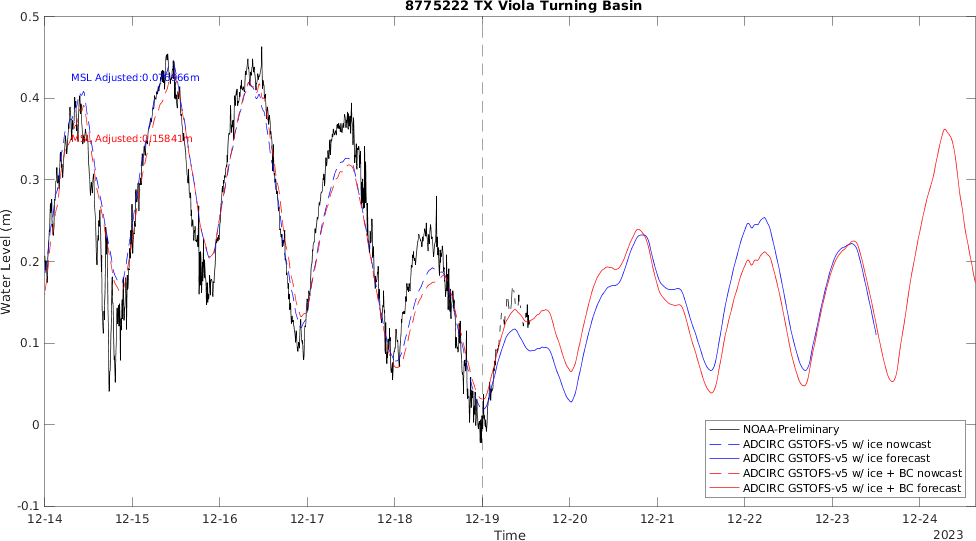 8775222 TX Viola Turning Basin
0.5
0.4
0.3
0.2
0.1
0
-0.1
Water Level (m)
MSL Adjusted:
MSL Adjusted:0.15841m
12-14
12-15
12-16
12-17
12-18
12-19
12-20
12-21
12-22
12-23
12-24
Time
2023
NOAA-Preliminary
ADCIRC GSTOFS-v5 w/ ice nowcast
ADCIRC GSTOFS-v5 w/ ice forecast
ADCIRC GSTOFS-v5 w/ ice + BC nowcast
ADCIRC GSTOFS-v5 w/ ice + BC forecast